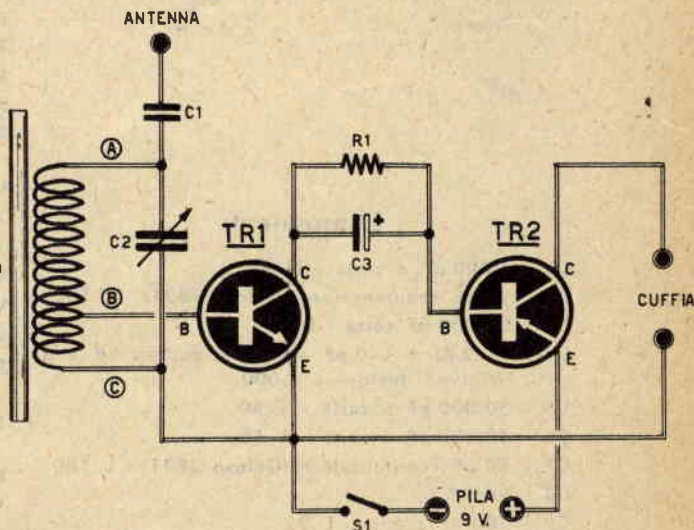 ANTENNA
C1
A
C2
TR1
B
C
E
B
C
R1
+
C3
TR2
B
C
E
CUFFIA
S1
−
PILA
9 V.
+